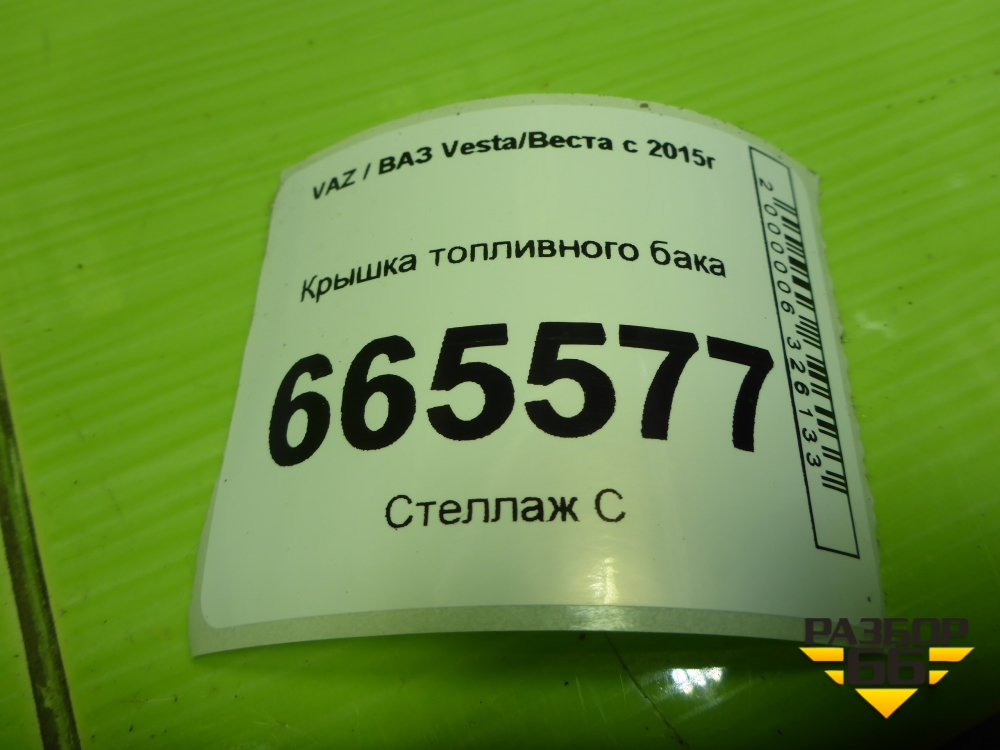 VAZ / ВАЗ Vesta/Веста с 2015г
Крышка топливного бака
665577
Стеллаж С
2000006326133
РАЗБОР
66